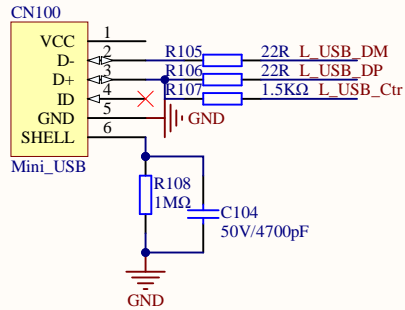 CN100
VCC 1
D- 2 R105 22R L_USB_DM
D+ 3 R106 22R L_USB_DP
ID 4 R107 1.5KΩ L_USB_Ctr
GND 5 GND
SHELL 6
Mini_USB
R108
1MΩ
C104
50V/4700pF
GND